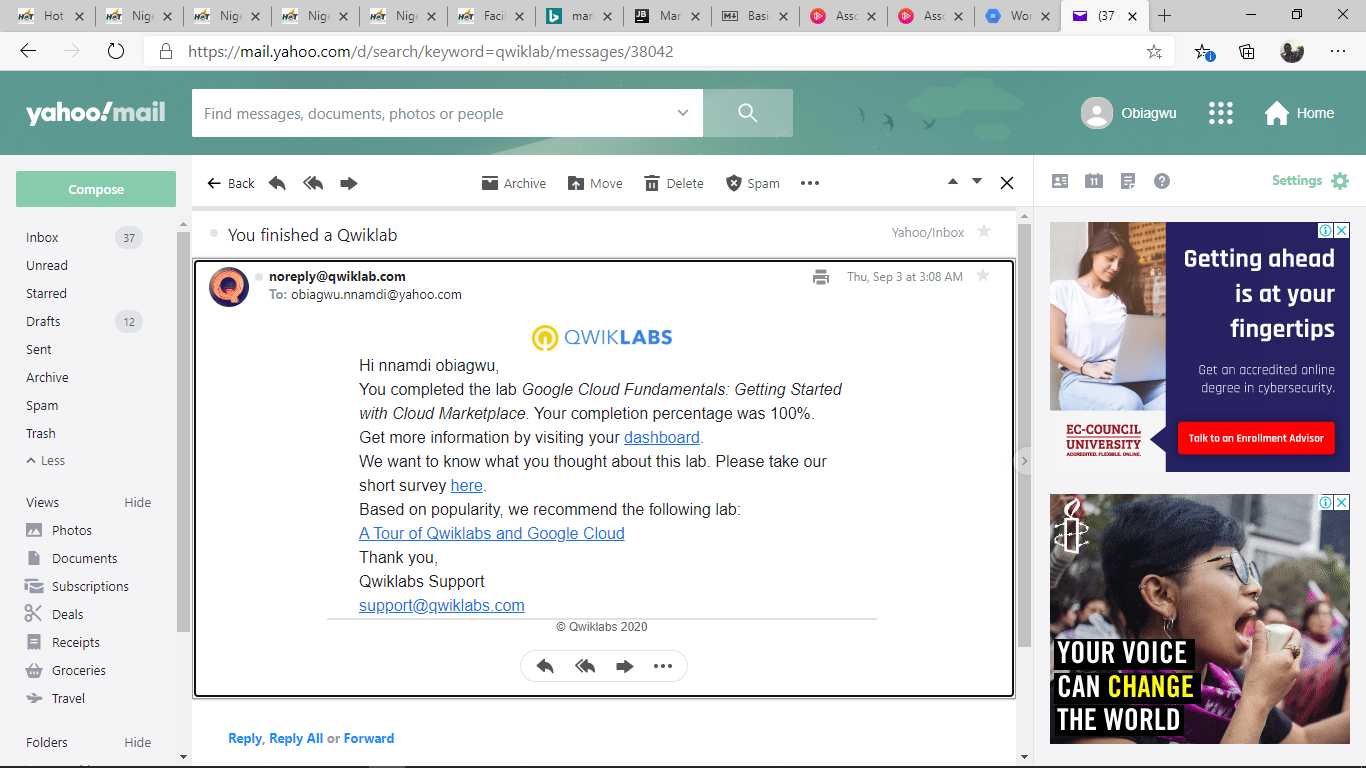 Hot
Nige
Nige
Nige
Nige
Facil
mar
Mar
Basi
Asso
Asso
Wor
(37
https://mail.yahoo.com/d/search/keyword=qwiklab/messages/38042
yahoo!mail
Find messages, documents, photos or people
Obiagwu
Home
Compose
Inbox 37
Unread
Starred
Drafts 12
Sent
Archive
Spam
Trash
Less
Views Hide
Photos
Documents
Subscriptions
Deals
Receipts
Groceries
Travel
Folders Hide
Back
Archive
Move
Delete
Spam
You finished a Qwiklab
Yahoo/Inbox
noreply@qwiklab.com
Thu, Sep 3 at 3:08 AM
To: obiagwu.nnamdi@yahoo.com
QWIKLABS
Hi nnamdi obiagwu,
You completed the lab Google Cloud Fundamentals: Getting Started
with Cloud Marketplace. Your completion percentage was 100%.
Get more information by visiting your dashboard.
We want to know what you thought about this lab. Please take our
short survey here.
Based on popularity, we recommend the following lab:
A Tour of Qwiklabs and Google Cloud
Thank you,
Qwiklabs Support
support@qwiklabs.com
© Qwiklabs 2020
Reply, Reply All or Forward
11
Settings
Getting ahead
is at your
fingertips
Get an accredited online
degree in cybersecurity.
EC-COUNCIL
UNIVERSITY
ACCREDITED. FLEXIBLE. ONLINE.
Talk to an Enrollment Advisor
YOUR VOICE
CAN CHANGE
THE WORLD